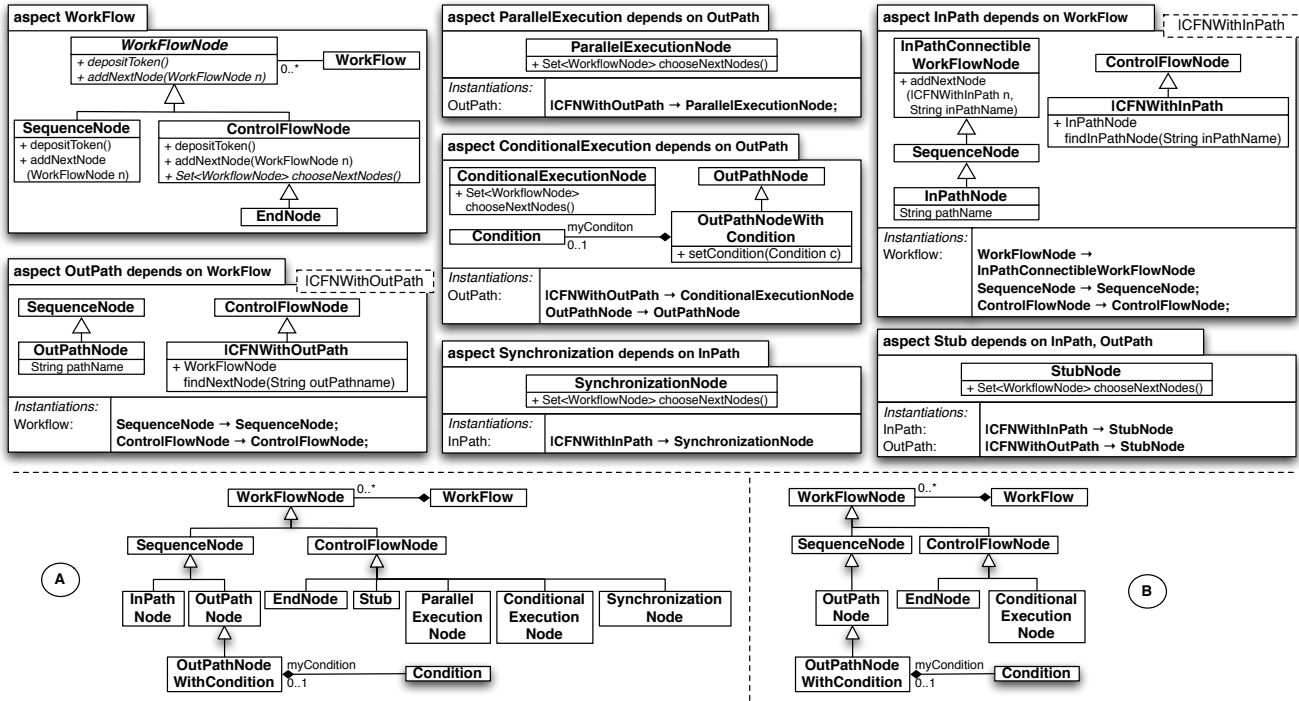 aspect WorkFlow
WorkFlowNode
+ depositToken()
+ addNextNode(WorkFlowNode n)
0..*
WorkFlow
SequenceNode
+ depositToken()
+ addNextNode
(WorkFlowNode n)
ControlFlowNode
+ depositToken()
+ addNextNode(WorkFlowNode n)
+ Set<WorkflowNode> chooseNextNodes()
EndNode
aspect OutPath depends on WorkFlow
ICFNWithOutPath
SequenceNode
ControlFlowNode
OutPathNode
String pathName
ICFNWithOutPath
+ WorkFlowNode
findNextNode(String outPathname)
Instantiations:
Workflow:
SequenceNode → SequenceNode;
ControlFlowNode → ControlFlowNode;
aspect ParallelExecution depends on OutPath
ParallelExecutionNode
+ Set<WorkflowNode> chooseNextNodes()
Instantiations:
OutPath:
ICFNWithOutPath → ParallelExecutionNode;
aspect ConditionalExecution depends on OutPath
ConditionalExecutionNode
+ Set<WorkflowNode>
chooseNextNodes()
OutPathNode
Condition
myConditon
0..1
OutPathNodeWith
Condition
+ setCondition(Condition c)
Instantiations:
OutPath:
ICFNWithOutPath → ConditionalExecutionNode
OutPathNode → OutPathNode
aspect Synchronization depends on InPath
SynchronizationNode
+ Set<WorkflowNode> chooseNextNodes()
Instantiations:
InPath:
ICFNWithInPath → SynchronizationNode
aspect InPath depends on WorkFlow
ICFNWithInPath
InPathConnectible
WorkFlowNode
+ addNextNode
(ICFNWithInPath n,
String inPathName)
ControlFlowNode
ICFNWithInPath
+ InPathNode
findInPathNode(String inPathName)
SequenceNode
InPathNode
String pathName
Instantiations:
Workflow:
WorkFlowNode →
InPathConnectibleWorkFlowNode
SequenceNode → SequenceNode;
ControlFlowNode → ControlFlowNode;
aspect Stub depends on InPath, OutPath
StubNode
+ Set<WorkflowNode> chooseNextNodes()
Instantiations:
InPath:
ICFNWithInPath → StubNode
OutPath:
ICFNWithOutPath → StubNode
A
WorkFlowNode
0..*
WorkFlow
SequenceNode
ControlFlowNode
InPath
Node
OutPath
Node
EndNode
Stub
Parallel
Execution
Node
Conditional
Execution
Node
Synchronization
Node
OutPathNode
WithCondition
myCondition
0..1
Condition
B
WorkFlowNode
0..*
WorkFlow
SequenceNode
ControlFlowNode
OutPath
Node
EndNode
Conditional
Execution
Node
OutPathNode
WithCondition
myCondition
0..1
Condition